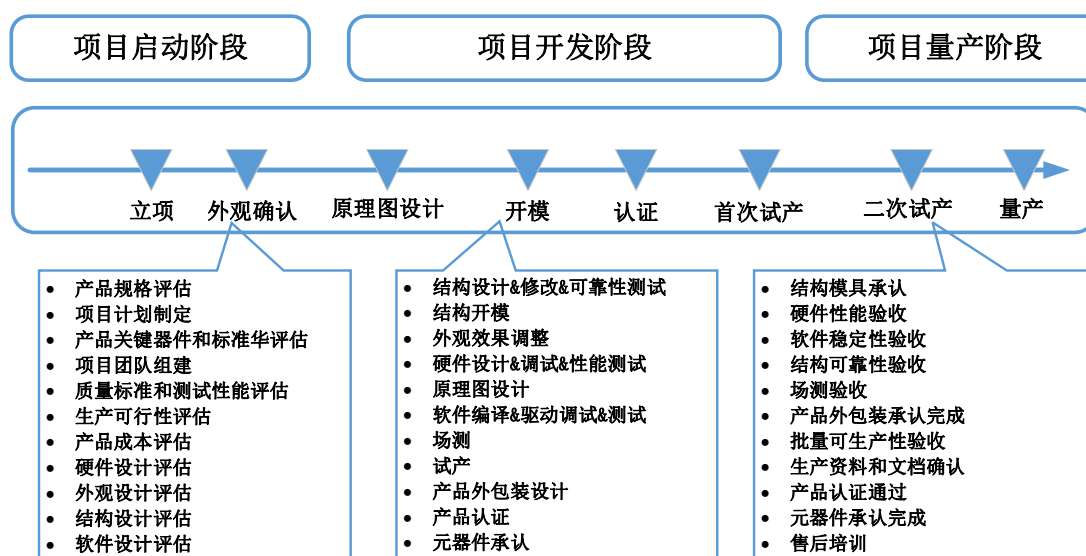 项目启动阶段
项目开发阶段
项目量产阶段
立项
外观确认
原理图设计
开模
认证
首次试产
二次试产
量产
• 产品规格评估
• 项目计划制定
• 产品关键器件和标准华评估
• 项目团队组建
• 质量标准和测试性能评估
• 生产可行性评估
• 产品成本评估
• 硬件设计评估
• 外观设计评估
• 结构设计评估
• 软件设计评估
• 结构设计&修改&可靠性测试
• 结构开模
• 外观效果调整
• 硬件设计&调试&性能测试
• 原理图设计
• 软件编译&驱动调试&测试
• 场测
• 试产
• 产品外包装设计
• 产品认证
• 元器件承认
• 结构模具承认
• 硬件性能验收
• 软件稳定性验收
• 结构可靠性验收
• 场测验收
• 产品外包装承认完成
• 批量可生产性验收
• 生产资料和文档确认
• 产品认证通过
• 元器件承认完成
• 售后培训